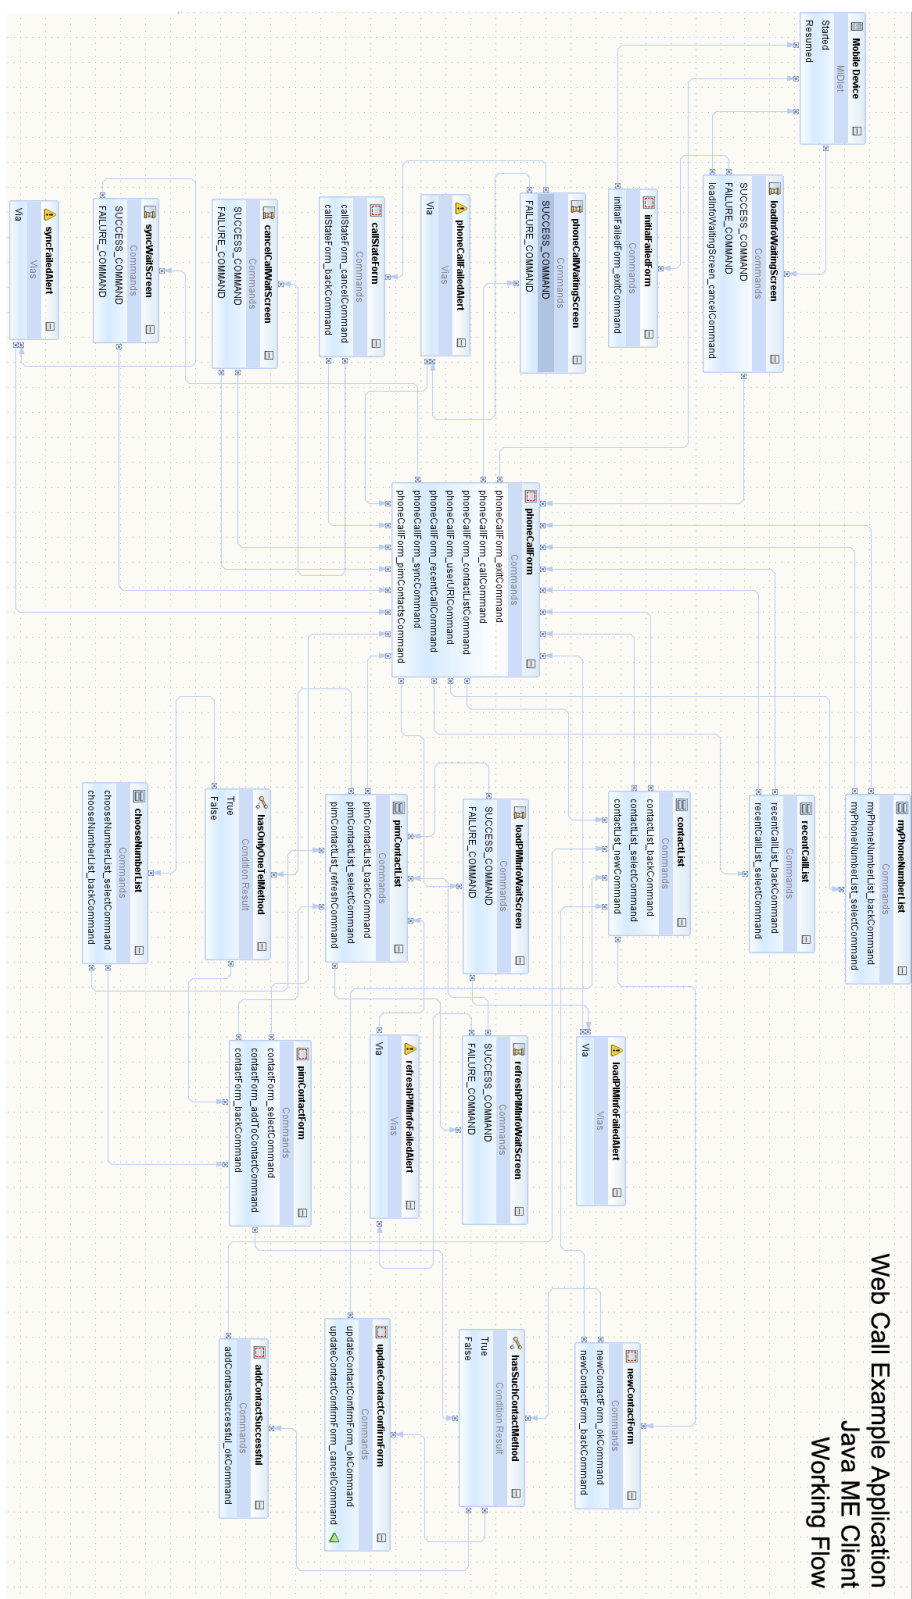 Web Call Example Application
Java ME Client
Working Flow
Mobile Device
MIDlet
Started
Resumed
loadInfoWaitingScreen
Commands
SUCCESS_COMMAND
FAILURE_COMMAND
loadInfoWaitingScreen_cancelCommand
initialFailedForm
Commands
initialFailedForm_exitCommand
phoneCallWaitingScreen
Commands
SUCCESS_COMMAND
FAILURE_COMMAND
phoneCallFailedAlert
Vias
Via
callStateForm
Commands
callStateForm_cancelCommand
callStateForm_backCommand
cancelCallWaitScreen
Commands
SUCCESS_COMMAND
FAILURE_COMMAND
syncWaitScreen
Commands
SUCCESS_COMMAND
FAILURE_COMMAND
syncFailedAlert
Vias
Via
phoneCallForm
Commands
phoneCallForm_exitCommand
phoneCallForm_callCommand
phoneCallForm_contactListCommand
phoneCallForm_userURICommand
phoneCallForm_recentCallCommand
phoneCallForm_syncCommand
phoneCallForm_pimContactsCommand
myPhoneNumberList
Commands
myPhoneNumberList_backCommand
myPhoneNumberList_selectCommand
recentCallList
Commands
recentCallList_backCommand
recentCallList_selectCommand
contactList
Commands
contactList_backCommand
contactList_selectCommand
contactList_newCommand
loadPIMInfoWaitScreen
Commands
SUCCESS_COMMAND
FAILURE_COMMAND
pimContactList
Commands
pimContactList_backCommand
pimContactList_selectCommand
pimContactList_refreshCommand
hasOnlyOneTelMethod
Condition Result
True
False
chooseNumberList
Commands
chooseNumberList_selectCommand
chooseNumberList_backCommand
loadPIMInfoFailedAlert
Vias
Via
refreshPIMInfoWaitScreen
Commands
SUCCESS_COMMAND
FAILURE_COMMAND
refreshPIMInfoFailedAlert
Vias
Via
pimContactForm
Commands
contactForm_selectCommand
contactForm_addToContactCommand
contactForm_backCommand
newContactForm
Commands
newContactForm_okCommand
newContactForm_backCommand
hasSuchContactMethod
Condition Result
True
False
updateContactConfirmForm
Commands
updateContactConfirmForm_okCommand
updateContactConfirmForm_cancelCommand
addContactSuccessful
Commands
addContactSuccessful_okCommand